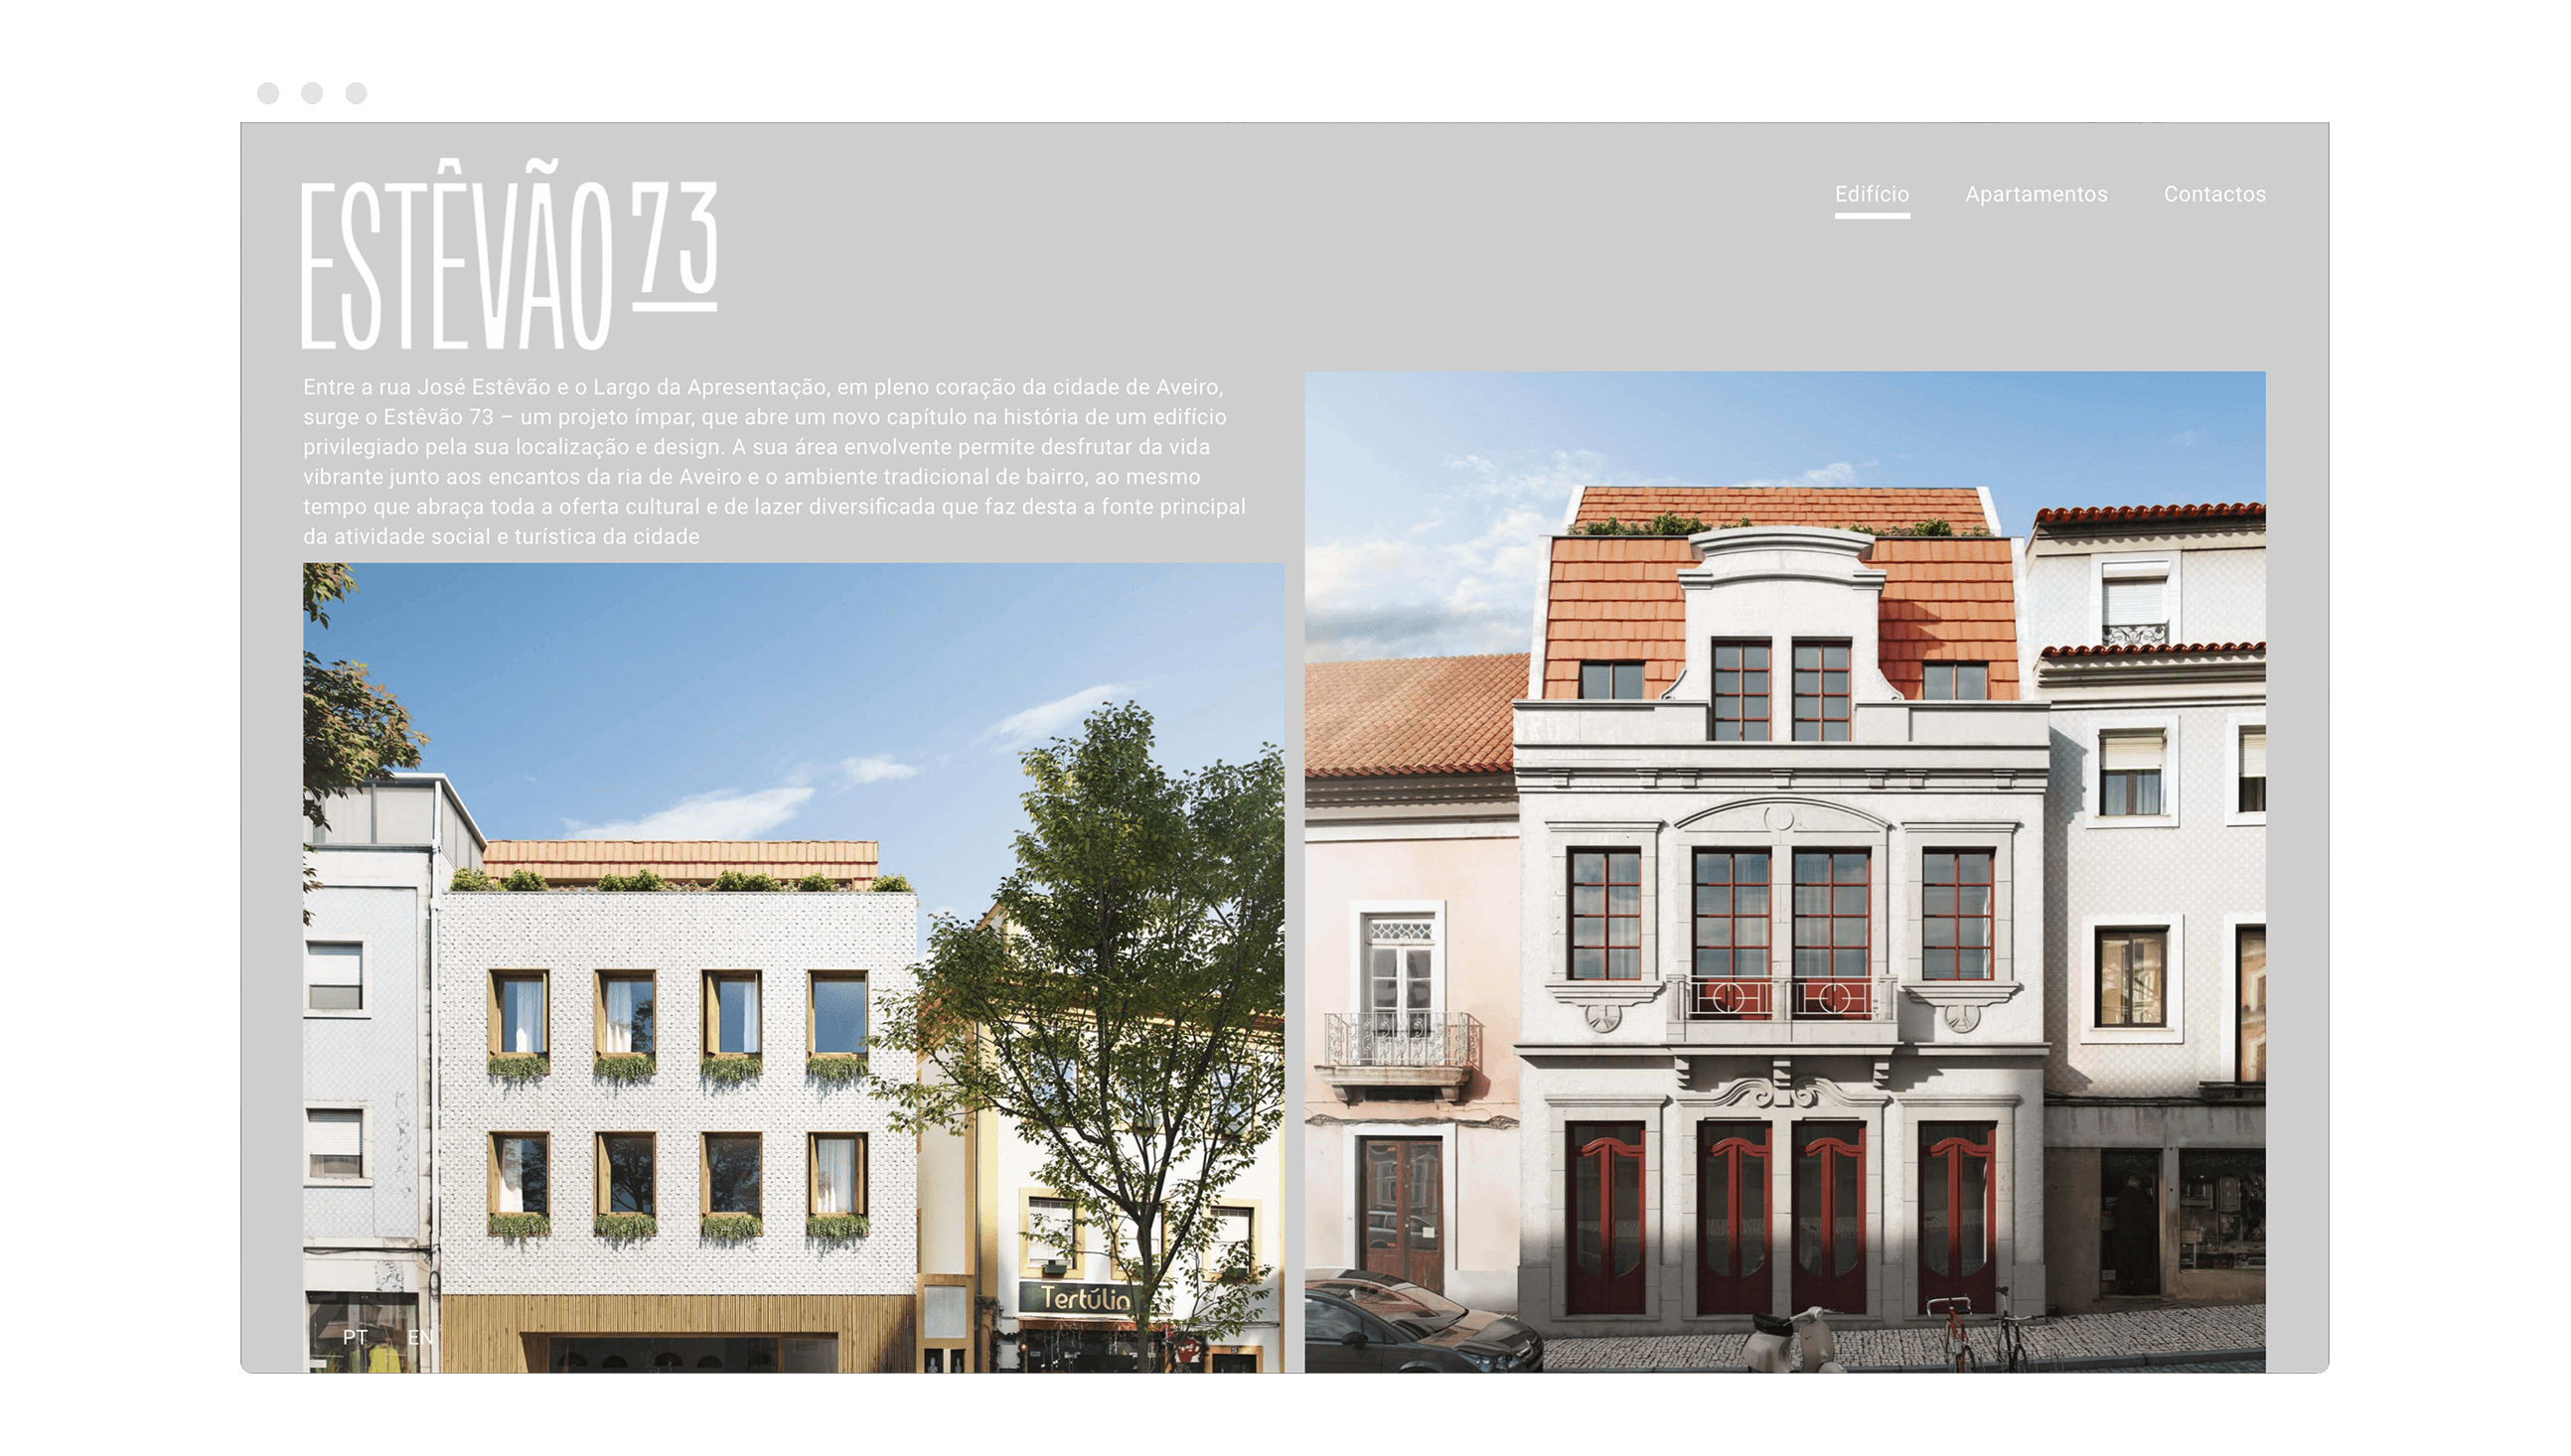 ESTÊVÃO 73
Edifício Apartamentos Contactos
Entre a rua José Estêvão e o Largo da Apresentação, em pleno coração da cidade de Aveiro,
surge o Estêvão 73 – um projeto ímpar, que abre um novo capítulo na história de um edifício
privilegiado pela sua localização e design. A sua área envolvente permite desfrutar da vida
vibrante junto aos encantos da ria de Aveiro e o ambiente tradicional de bairro, ao mesmo
tempo que abraça toda a oferta cultural e de lazer diversificada que faz desta a fonte principal
da atividade social e turística da cidade
Tertúlia
PT EN